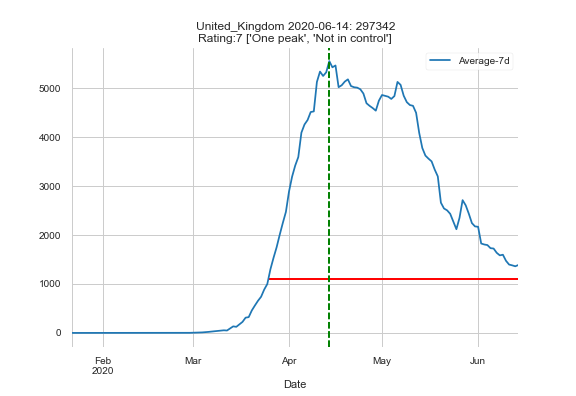 United_Kingdom 2020-06-14: 297342
Rating:7 ['One peak', 'Not in control']
Average-7d
5000
4000
3000
2000
1000
0
Feb
2020
Mar
Apr
May
Jun
Date